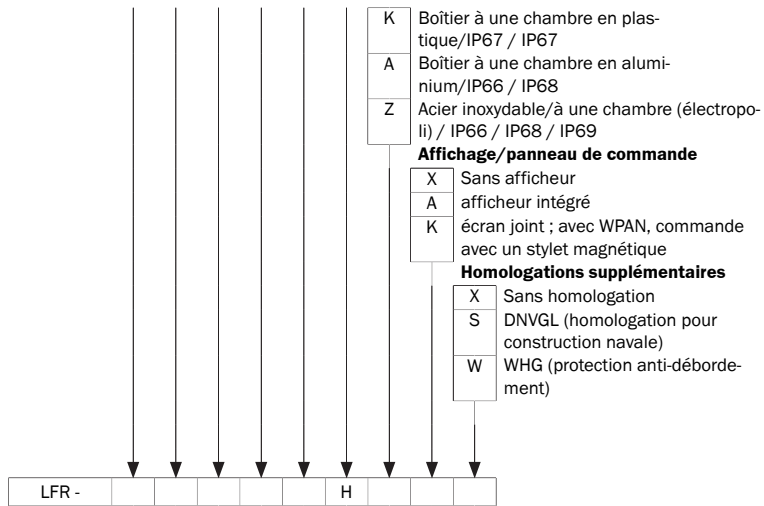 K Boîtier à une chambre en plas-
tique/IP67 / IP67
A Boîtier à une chambre en alumi-
nium/IP66 / IP68
Z Acier inoxydable/à une chambre (électropo-
li) / IP66 / IP68 / IP69
Affichage/panneau de commande
X Sans afficheur
A afficheur intégré
K écran joint ; avec WPAN, commande
avec un stylet magnétique
Homologations supplémentaires
X Sans homologation
S DNVGL (homologation pour
construction navale)
W WHG (protection anti-déborde-
ment)
LFR - H